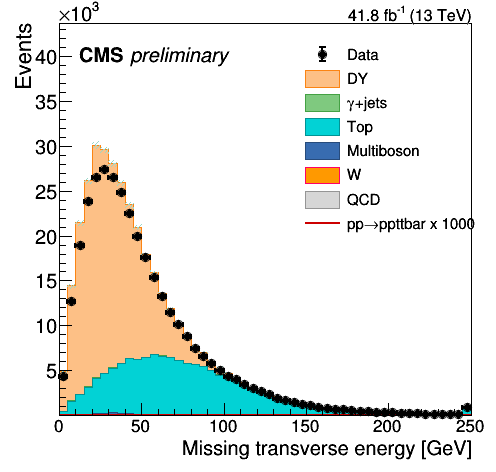 ×10³
41.8 fb⁻¹ (13 TeV)
Events
CMS preliminary
Data
DY
γ+jets
Top
Multiboson
W
QCD
pp→ppttbar x 1000
40
35
30
25
20
15
10
5
0 50 100 150 200 250
Missing transverse energy [GeV]